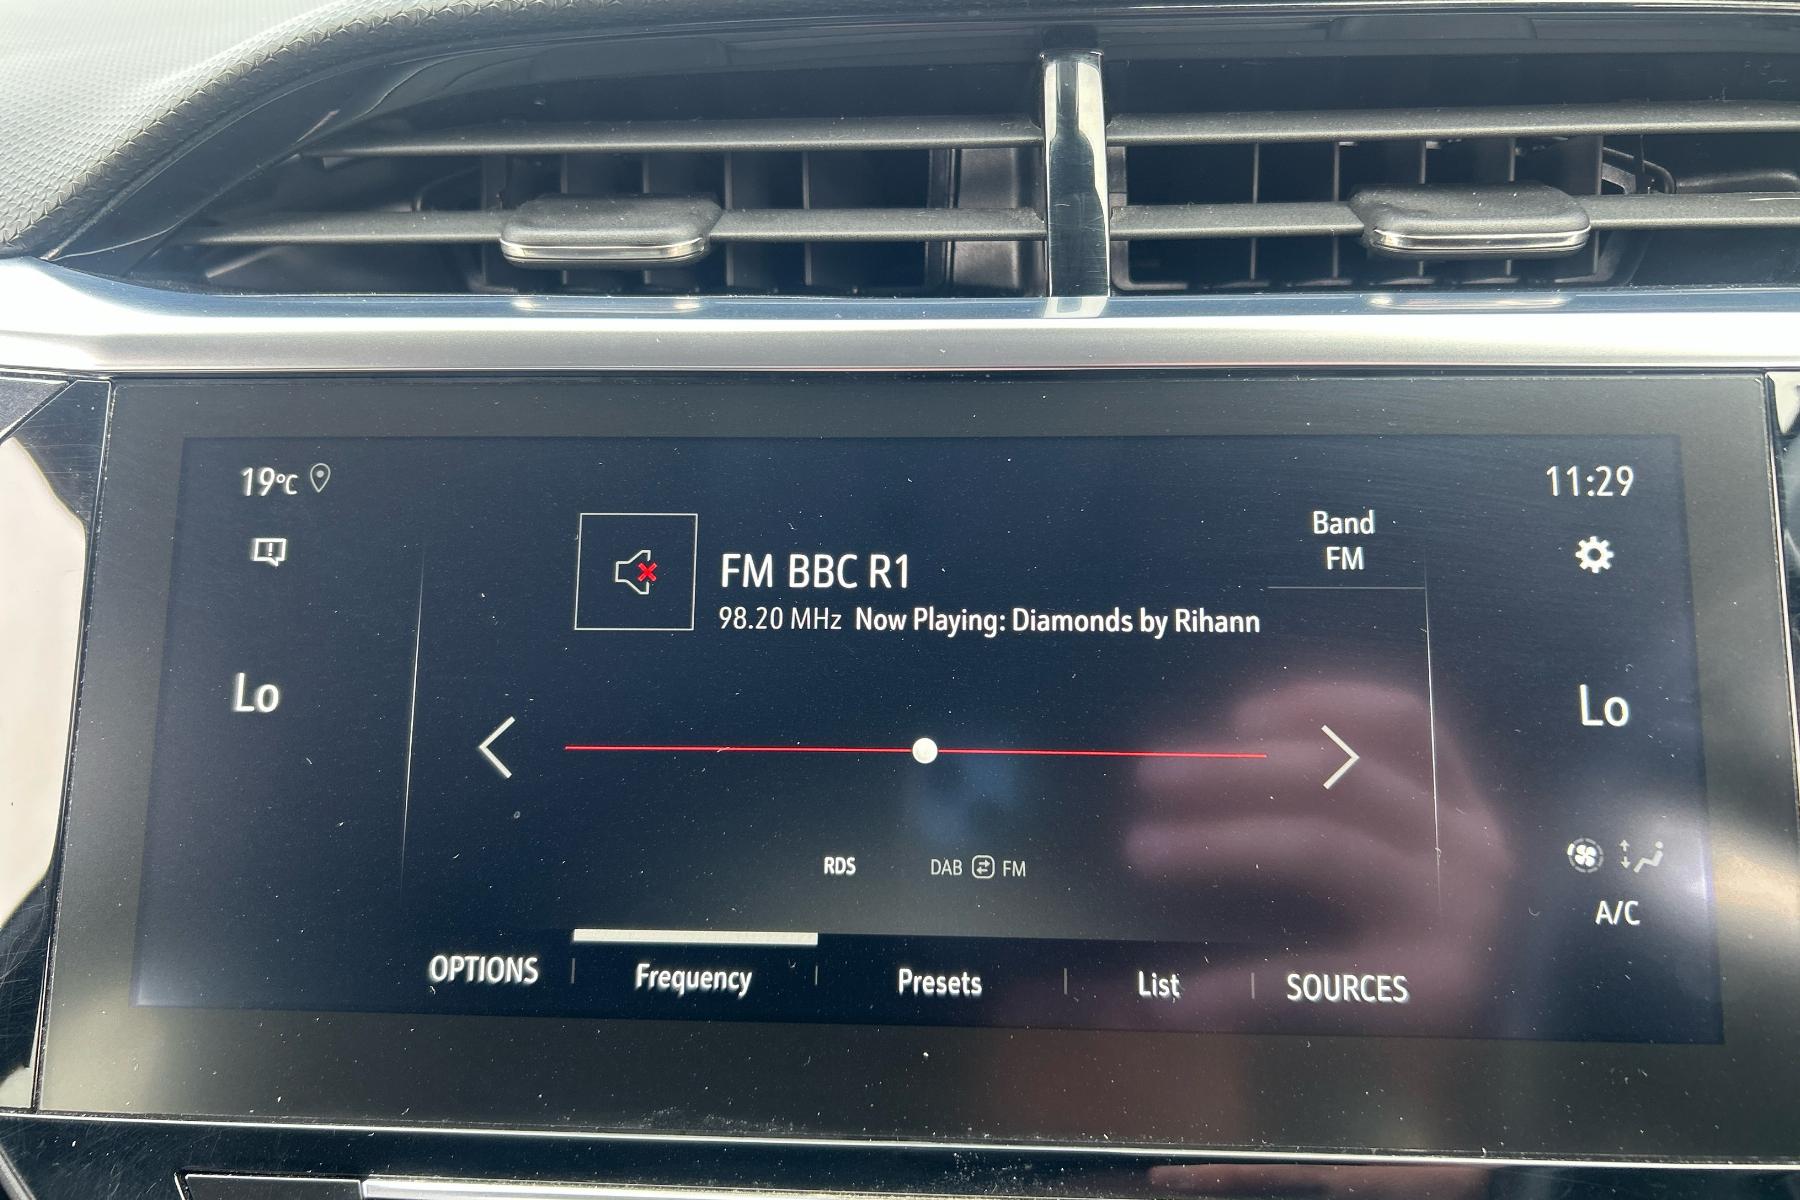 19°C
11:29
Band
FM
FM BBC R1
98.20 MHz Now Playing: Diamonds by Rihann
Lo
Lo
RDS
DAB FM
A/C
OPTIONS
Frequency
Presets
List
SOURCES